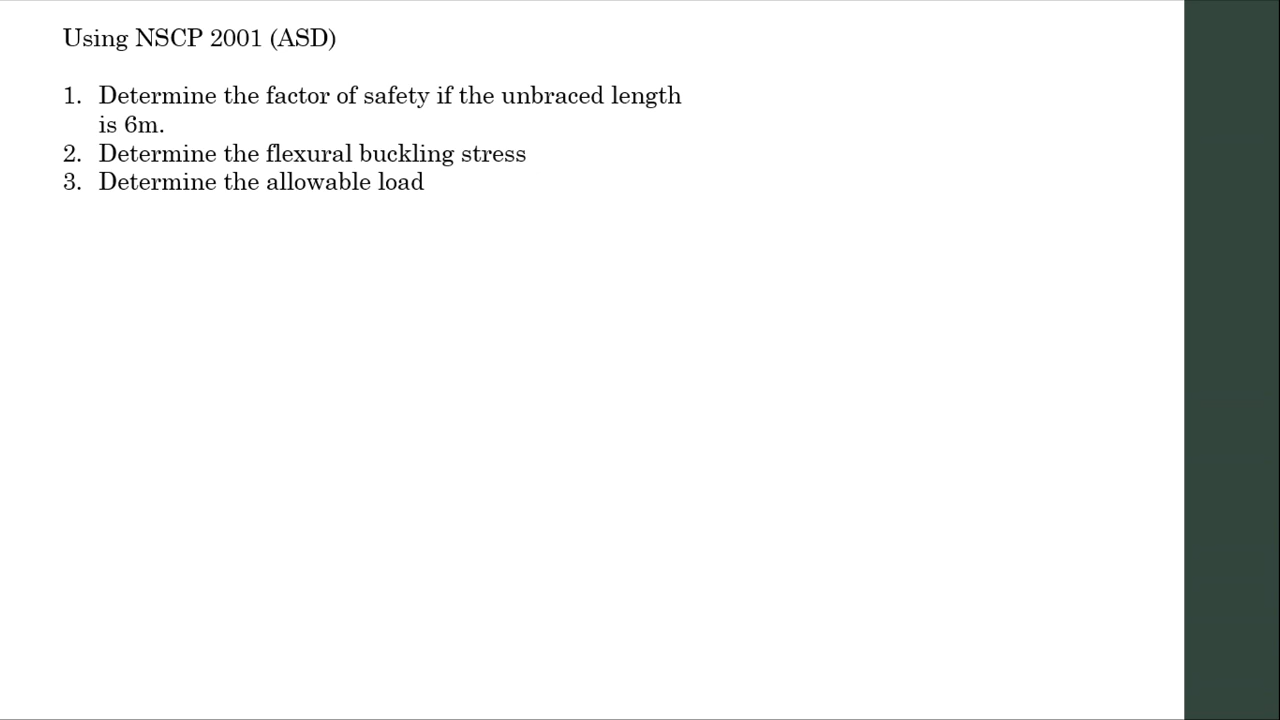 Using NSCP 2001 (ASD)
1. Determine the factor of safety if the unbraced length
is 6m.
2. Determine the flexural buckling stress
3. Determine the allowable load